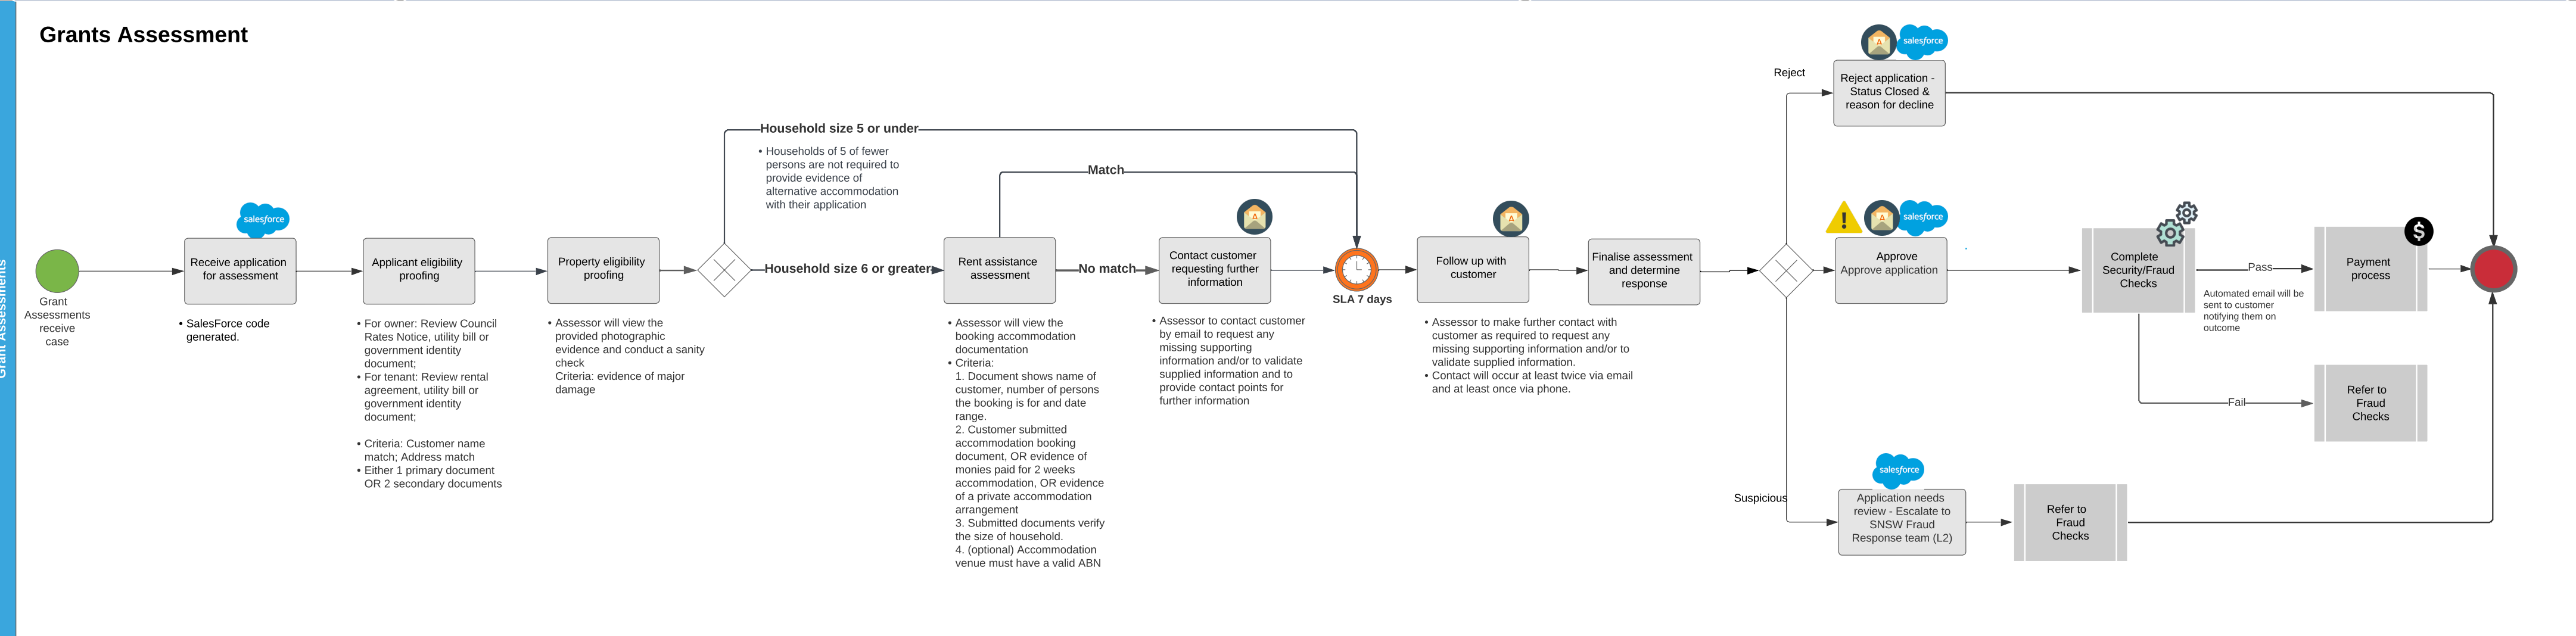 Grants Assessment
Grant Assessments
Grant
Assessments
receive
case
salesforce
Receive application
for assessment
• SalesForce code
generated.
Applicant eligibility
proofing
• For owner: Review Council
Rates Notice, utility bill or
government identity
document;
• For tenant: Review rental
agreement, utility bill or
government identity
document;
• Criteria: Customer name
match; Address match
• Either 1 primary document
OR 2 secondary documents
Property eligibility
proofing
• Assessor will view the
provided photographic
evidence and conduct a sanity
check
Criteria: evidence of major
damage
Household size 5 or under
• Households of 5 of fewer
persons are not required to
provide evidence of
alternative accommodation
with their application
Household size 6 or greater
Match
Rent assistance
assessment
• Assessor will view the
booking accommodation
documentation
• Criteria:
1. Document shows name of
customer, number of persons
the booking is for and date
range.
2. Customer submitted
accommodation booking
document, OR evidence of
monies paid for 2 weeks
accommodation, OR evidence
of a private accommodation
arrangement
3. Submitted documents verify
the size of household.
4. (optional) Accommodation
venue must have a valid ABN
No match
A
Contact customer
requesting further
information
• Assessor to contact customer
by email to request any
missing supporting
information and/or to validate
supplied information and to
provide contact points for
further information
SLA 7 days
A
Follow up with
customer
• Assessor to make further contact with
customer as required to request any
missing supporting information and/or to
validate supplied information.
• Contact will occur at least twice via email
and at least once via phone.
Finalise assessment
and determine
response
Reject
A
salesforce
Reject application -
Status Closed &
reason for decline
!
A
salesforce
Approve
Approve application
Complete
Security/Fraud
Checks
Pass
Automated email will be
sent to customer
notifying them on
outcome
$
Payment
process
Fail
Refer to
Fraud
Checks
Suspicious
salesforce
Application needs
review - Escalate to
SNSW Fraud
Response team (L2)
Refer to
Fraud
Checks